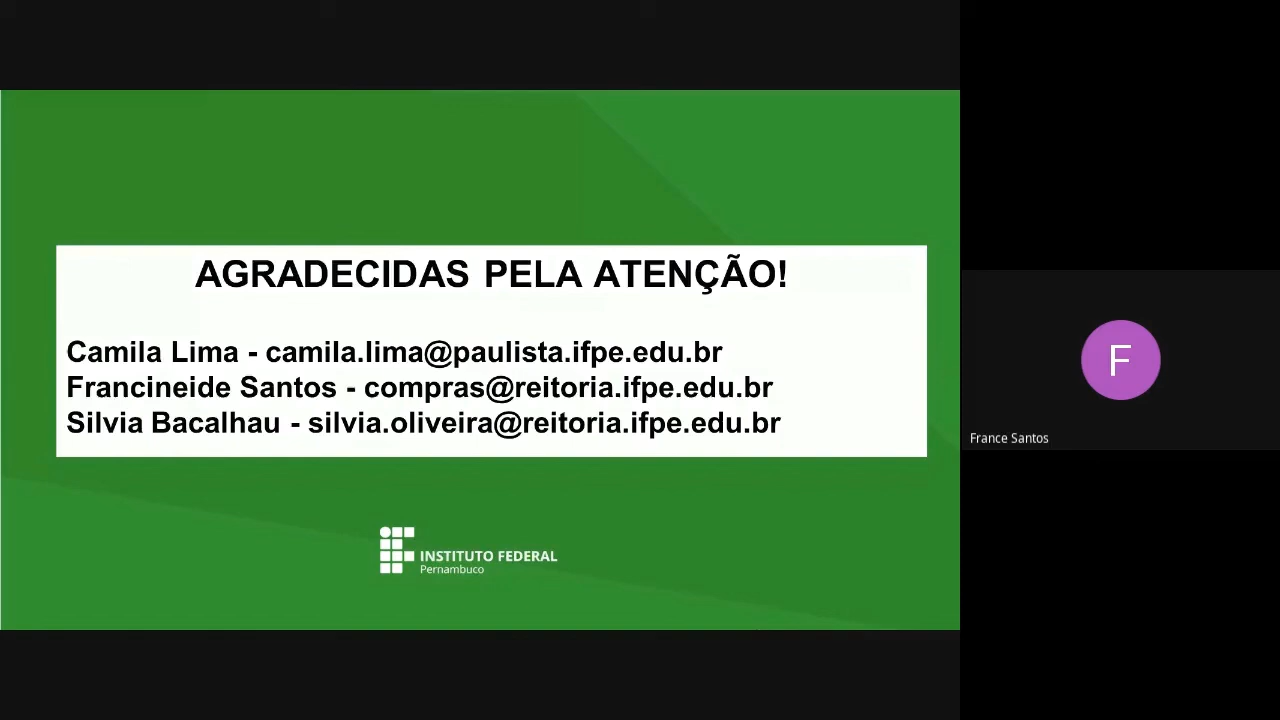 AGRADECIDAS PELA ATENÇÃO!
Camila Lima - camila.lima@paulista.ifpe.edu.br
Francineide Santos - compras@reitoria.ifpe.edu.br
Silvia Bacalhau - silvia.oliveira@reitoria.ifpe.edu.br
INSTITUTO FEDERAL
Pernambuco
F
France Santos